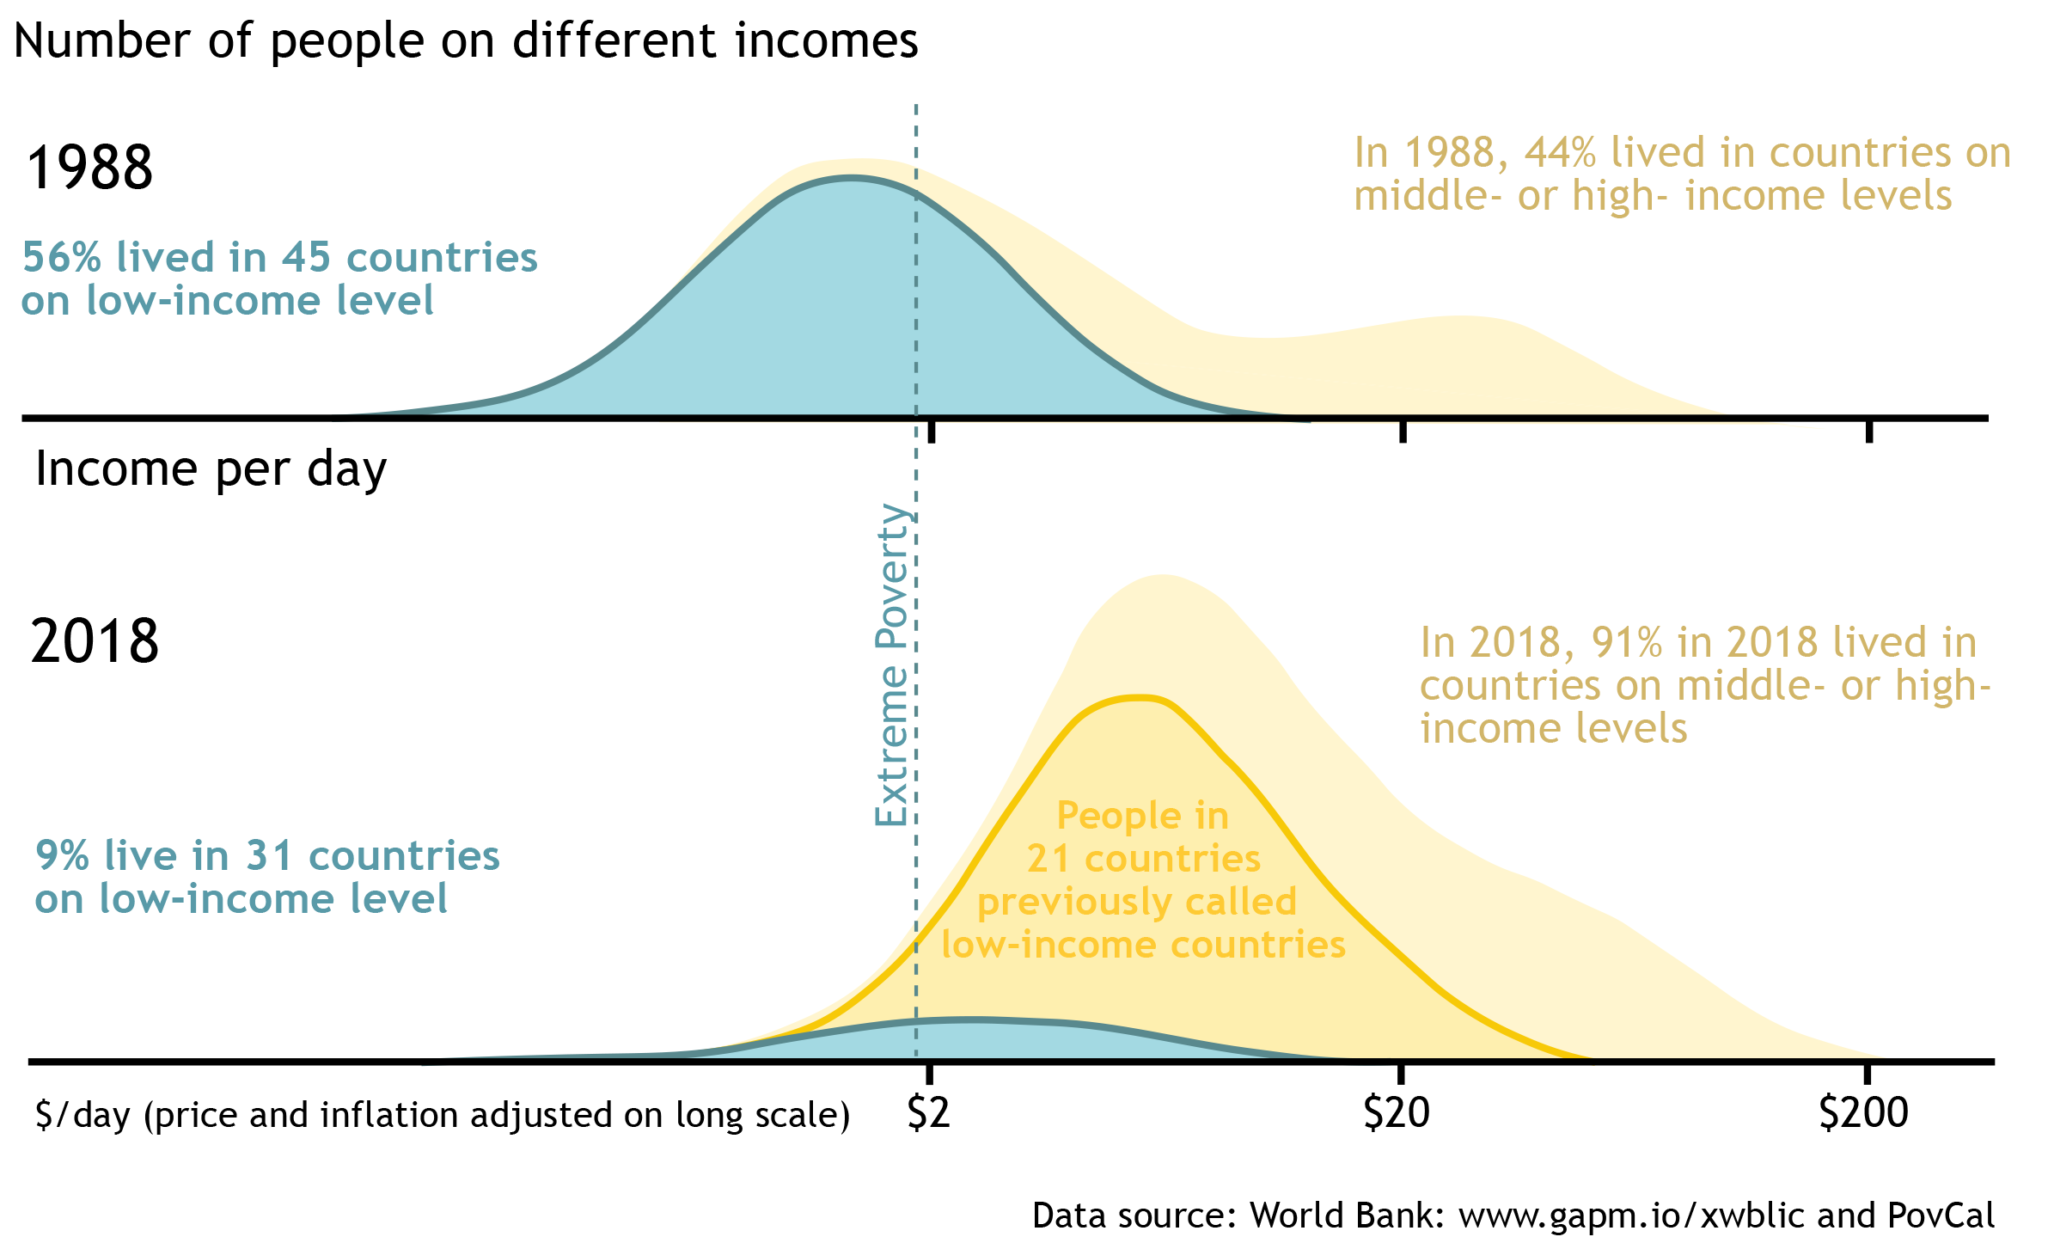 Number of people on different incomes
1988
In 1988, 44% lived in countries on
middle- or high- income levels
56% lived in 45 countries
on low-income level
Income per day
Extreme Poverty
2018
In 2018, 91% in 2018 lived in
countries on middle- or high-
income levels
9% live in 31 countries
on low-income level
People in
21 countries
previously called
low-income countries
$/day (price and inflation adjusted on long scale)
$2
$20
$200
Data source: World Bank: www.gapm.io/xwblic and PovCal